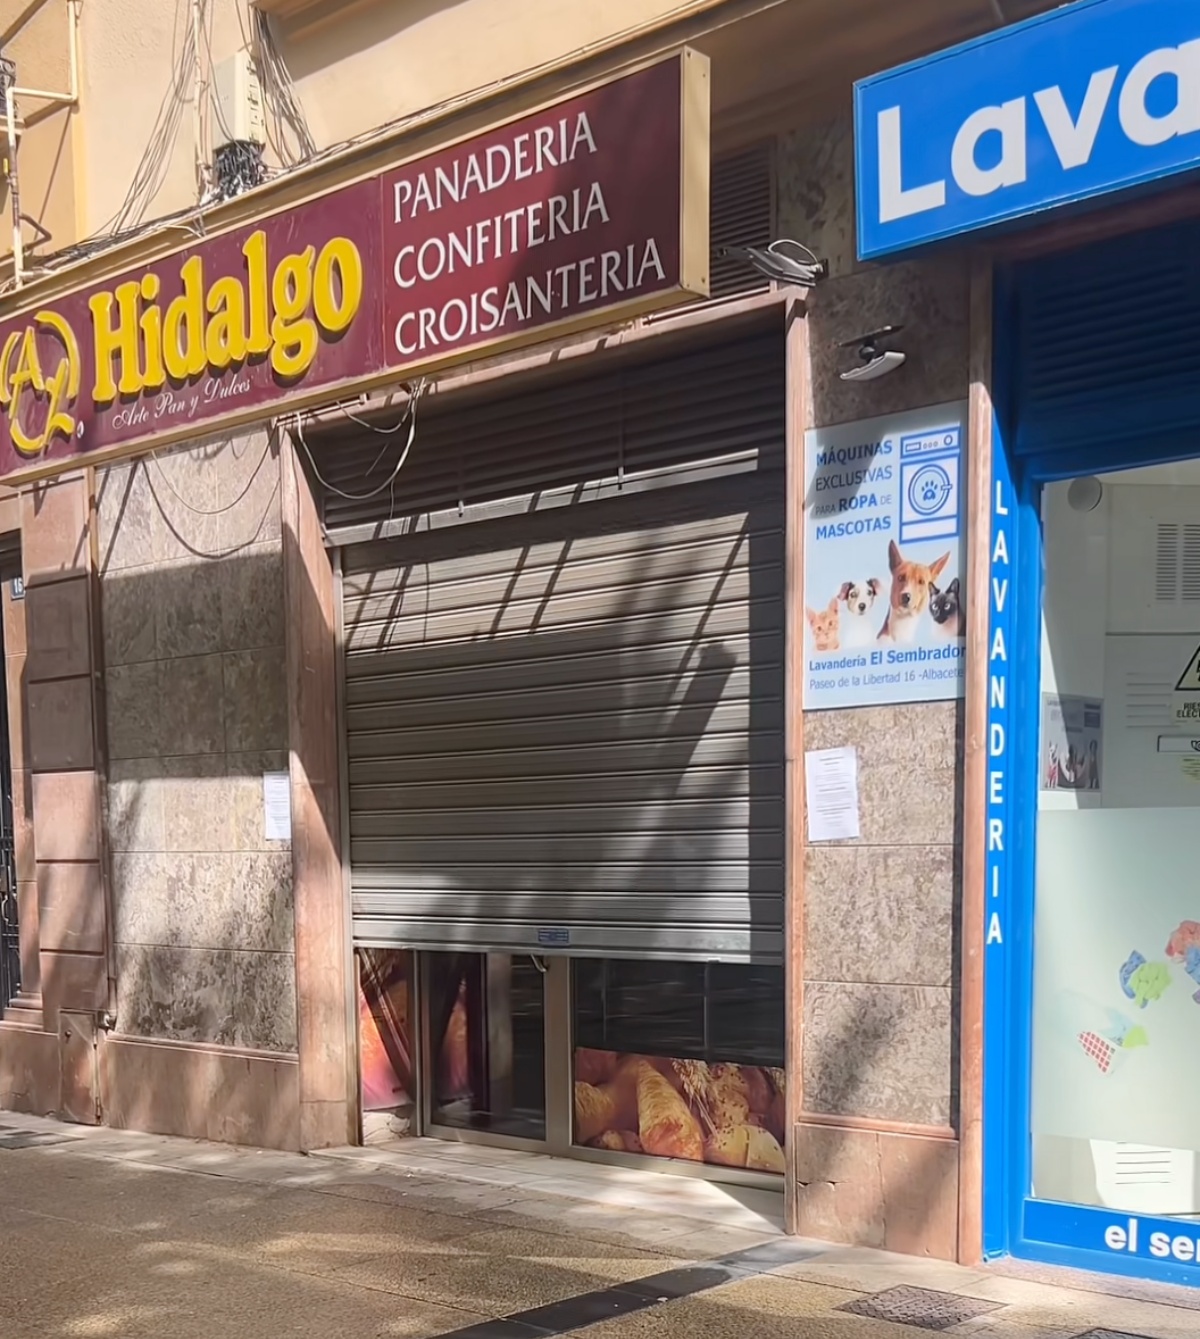 AL
Hidalgo
Arte Pan y Dulces
PANADERIA
CONFITERIA
CROISANTERIA
Lava
16
MÁQUINAS
EXCLUSIVAS
PARA ROPA DE
MASCOTAS
Lavandería El Sembrador
Paseo de la Libertad 16 -Albacete
LAVANDERIA
el se